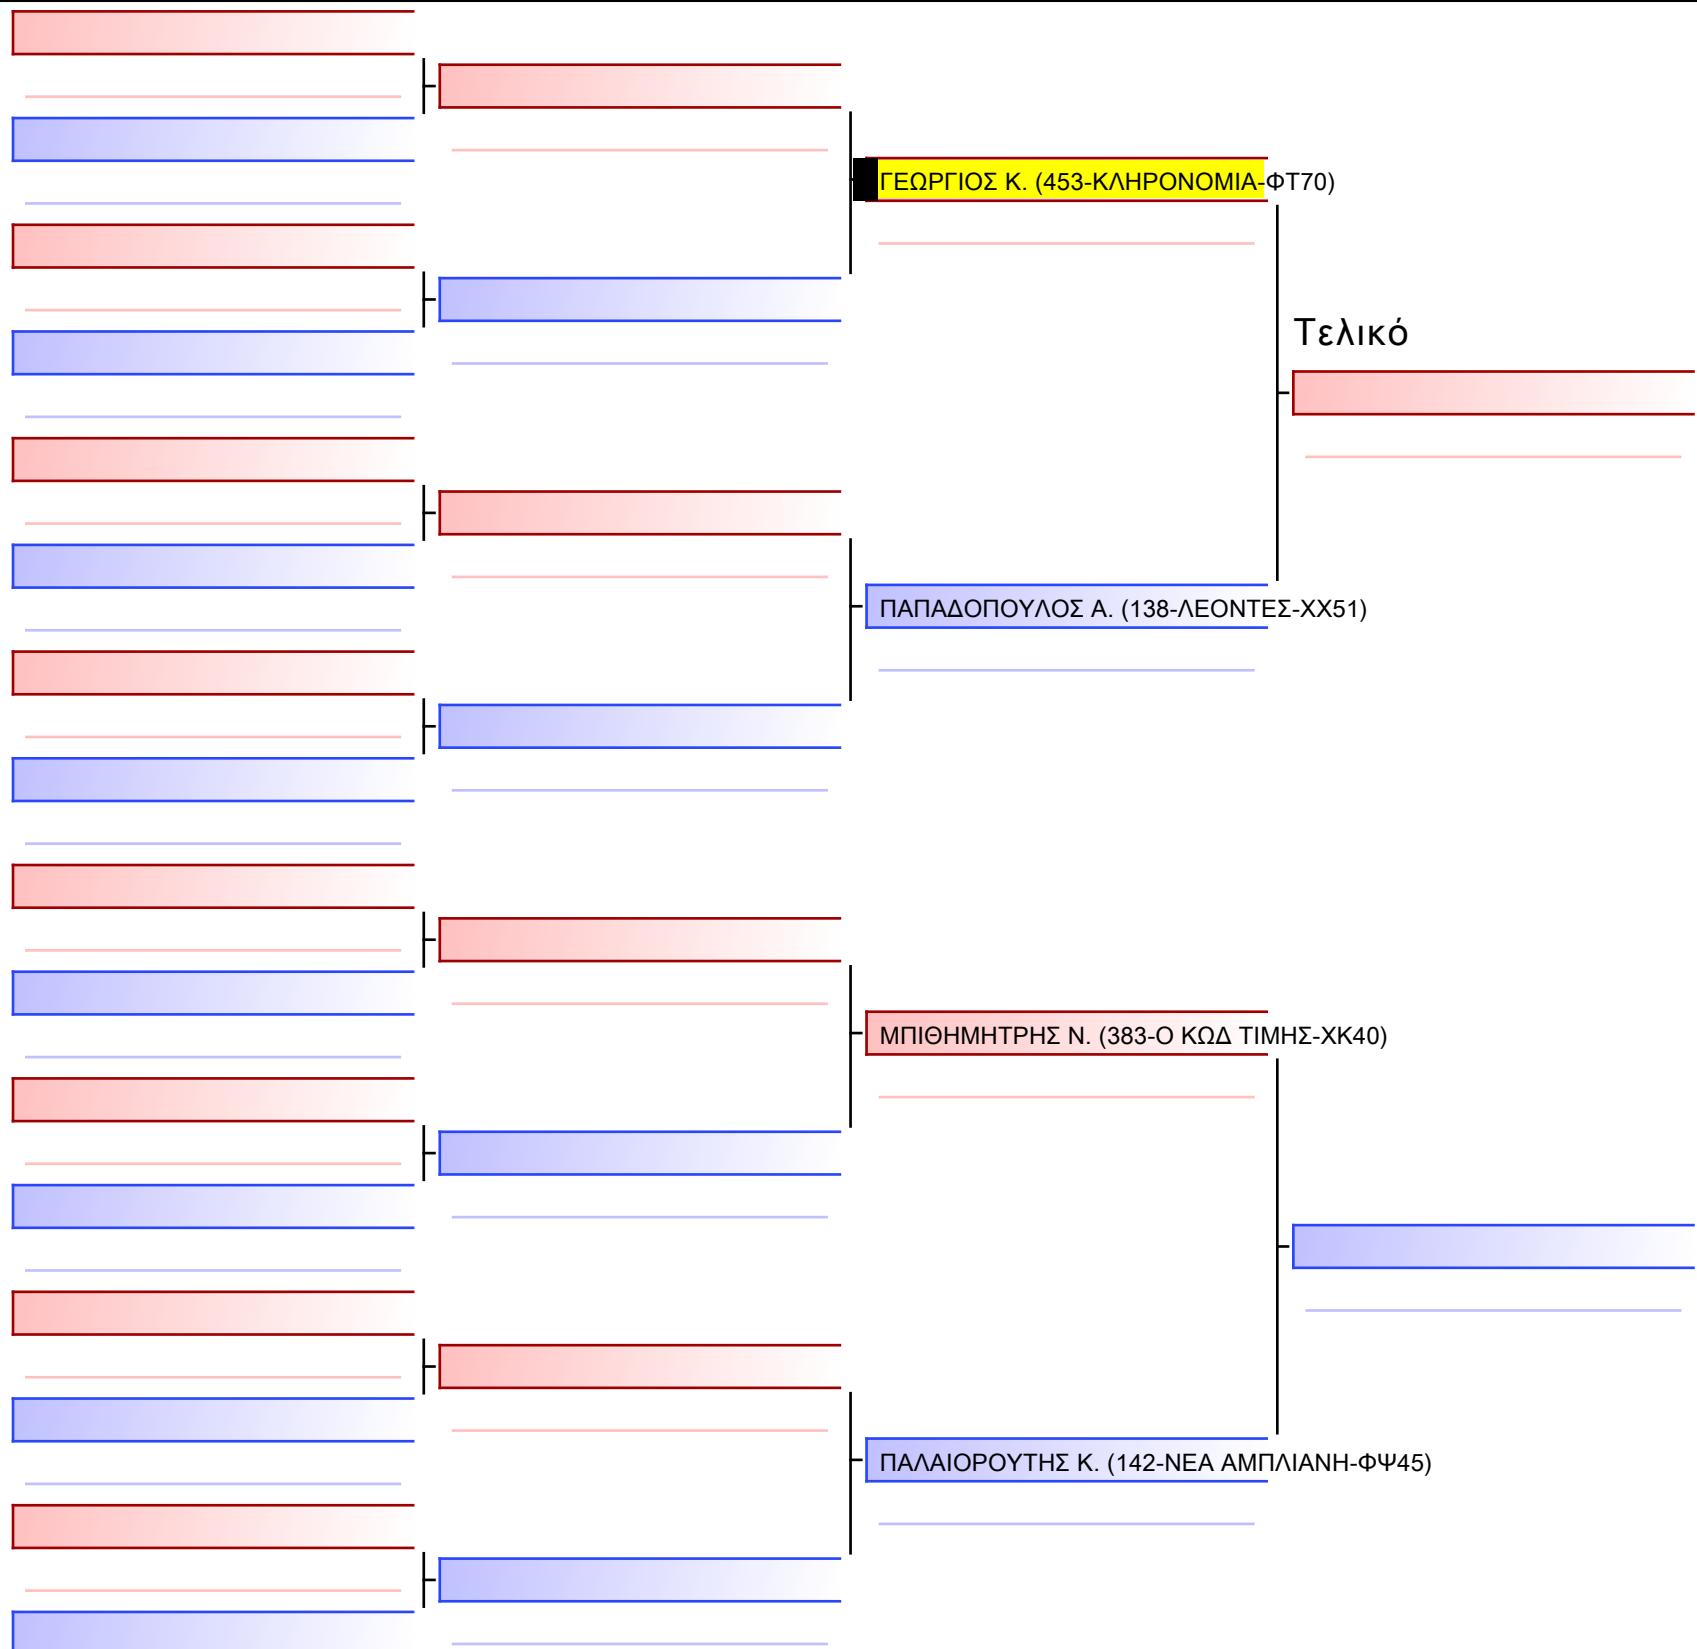 ΓΕΩΡΓΙΟΣ Κ. (453-ΚΛΗΡΟΝΟΜΙΑ-ΦΤ70)
Τελικό
ΠΑΠΑΔΟΠΟΥΛΟΣ Α. (138-ΛΕΟΝΤΕΣ-ΧΧ51)
ΜΠΙΘΗΜΗΤΡΗΣ Ν. (383-Ο ΚΩΔ ΤΙΜΗΣ-ΧΚ40)
ΠΑΛΑΙΟΡΟΥΤΗΣ Κ. (142-ΝΕΑ ΑΜΠΛΙΑΝΗ-ΦΨ45)